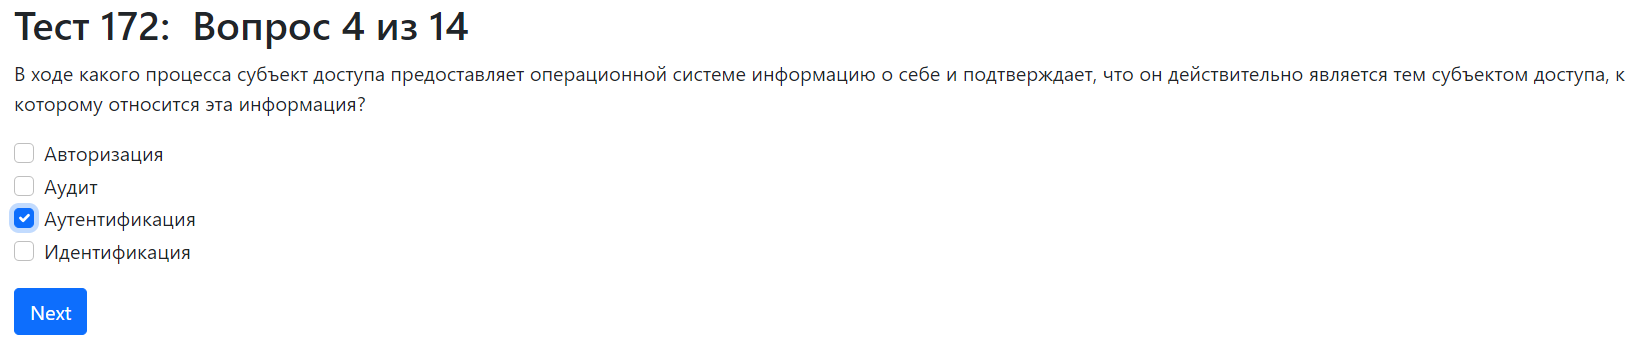 Тест 172: Вопрос 4 из 14
В ходе какого процесса субъект доступа предоставляет операционной системе информацию о себе и подтверждает, что он действительно является тем субъектом доступа, к
которому относится эта информация?
Авторизация
Аудит
Аутентификация
Идентификация
Next